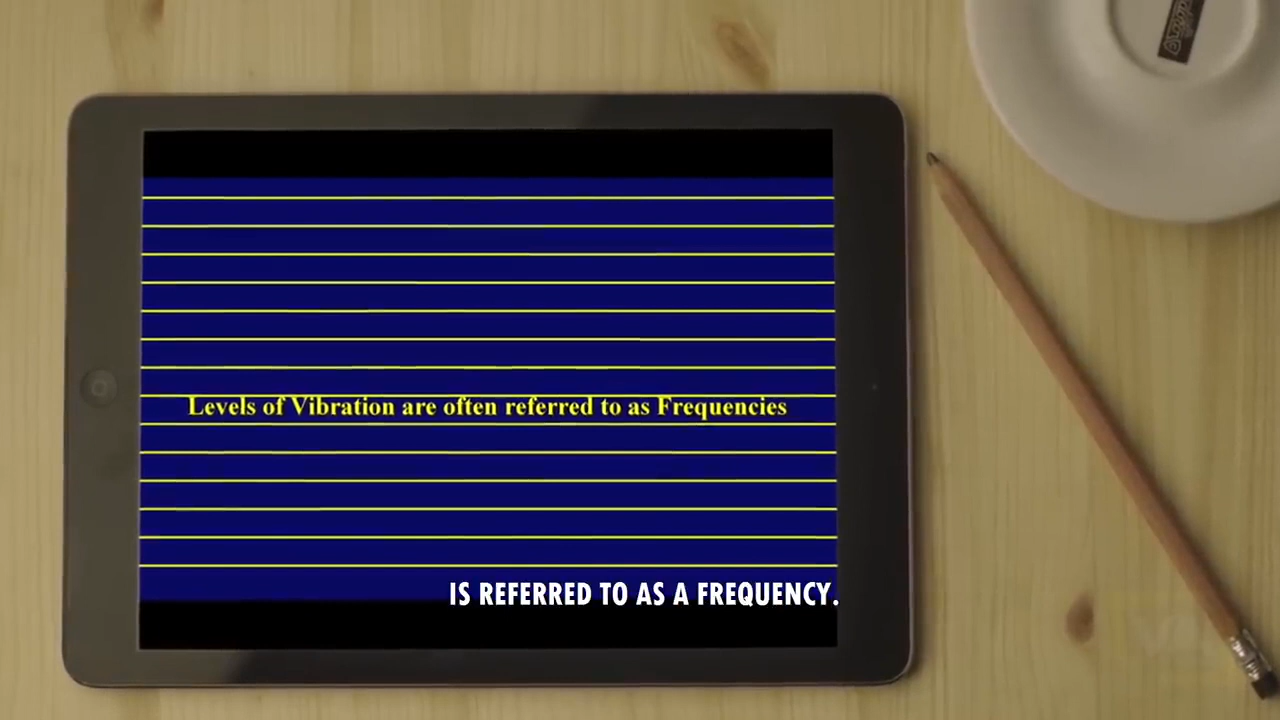 Levels of Vibration are often referred to as Frequencies
IS REFERRED TO AS A FREQUENCY.